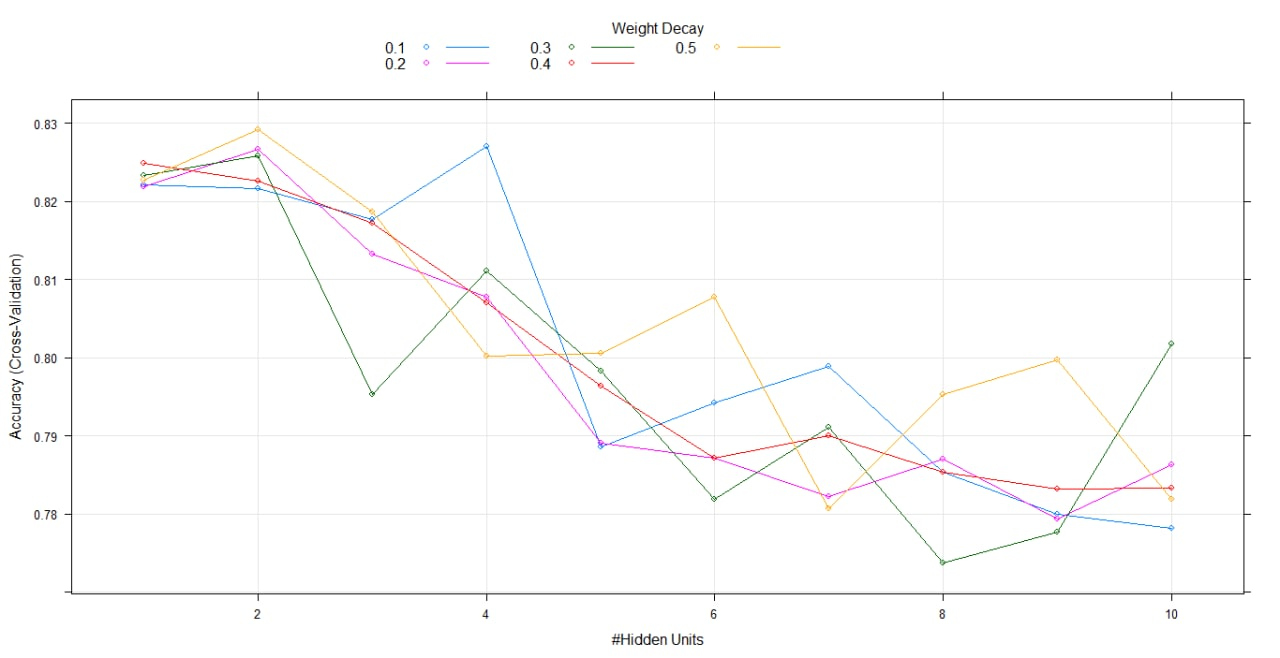 Weight Decay
0.1 0.3 0.5
0.2 0.4
0.83
0.82
0.81
0.80
0.79
0.78
Accuracy (Cross-Validation)
2 4 6 8 10
#Hidden Units